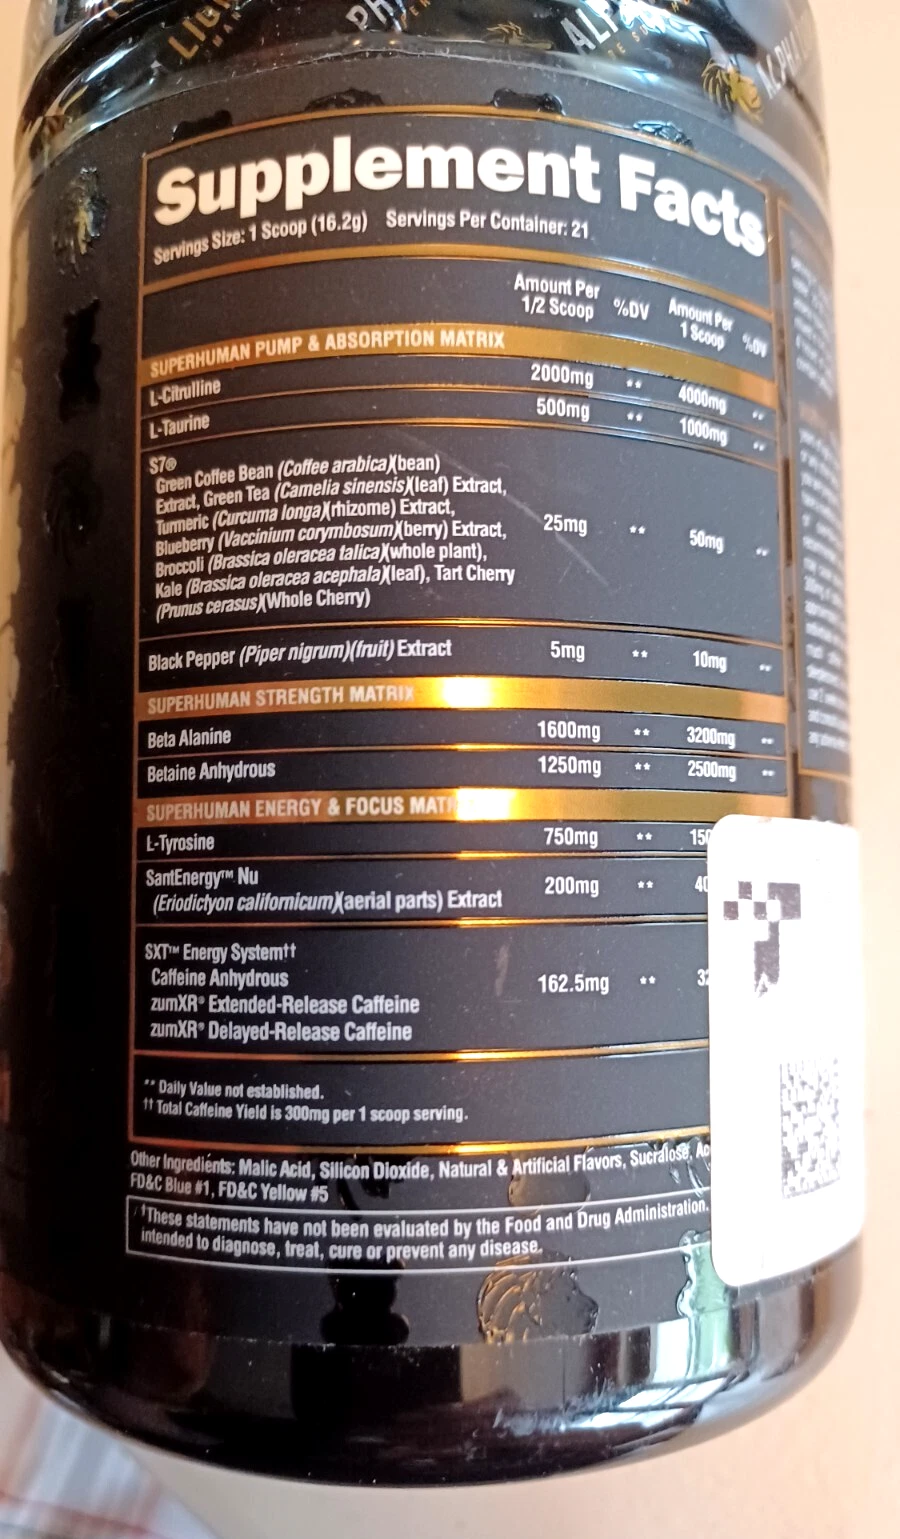 Supplement Facts
Servings Size: 1 Scoop (16.2g) Servings Per Container: 21
Amount Per 1/2 Scoop %DV Amount Per 1 Scoop %DV
SUPERHUMAN PUMP & ABSORPTION MATRIX
L-Citrulline 2000mg ** 4000mg **
L-Taurine 500mg ** 1000mg **
S7®
Green Coffee Bean (Coffee arabica)(bean)
Extract, Green Tea (Camelia sinensis)(leaf) Extract,
Turmeric (Curcuma longa)(rhizome) Extract,
Blueberry (Vaccinium corymbosum)(berry) Extract, 25mg ** 50mg **
Broccoli (Brassica oleracea talica)(whole plant),
Kale (Brassica oleracea acephala)(leaf), Tart Cherry
(Prunus cerasus)(Whole Cherry)
Black Pepper (Piper nigrum)(fruit) Extract 5mg ** 10mg **
SUPERHUMAN STRENGTH MATRIX
Beta Alanine 1600mg ** 3200mg **
Betaine Anhydrous 1250mg ** 2500mg **
SUPERHUMAN ENERGY & FOCUS
L-Tyrosine 750mg **
SantEnergy™ Nu
(Eriodictyon californicum)(aerial parts) Extract 200mg **
SXT™ Energy System††
Caffeine Anhydrous 162.5mg **
zumXR® Extended-Release Caffeine
zumXR® Delayed-Release Caffeine
** Daily Value not established.
†† Total Caffeine Yield is 300mg per 1 scoop serving.
Other Ingredients: Malic Acid, Silicon Dioxide, Natural & Artificial Flavors, Sucralose,
FD&C Blue #1, FD&C Yellow #5
†These statements have not been evaluated by the Food and Drug Administration.
intended to diagnose, treat, cure or prevent any disease.